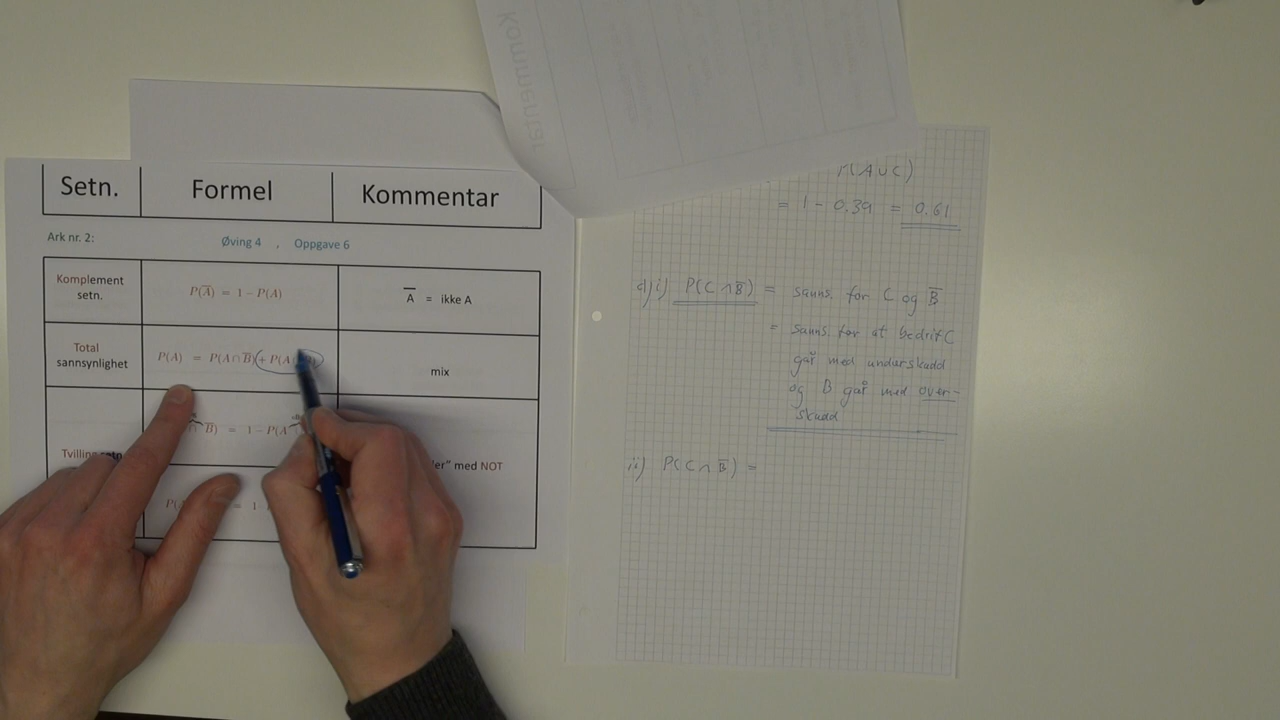 Kommentar
Setn. Formel Kommentar
Ark nr. 2: Øving 4 , Oppgave 6
Komplement
setn.
P(A̅) = 1 − P(A)
A̅ = ikke A
Total
sannsynlighet
P(A) = P(A∩B̅) + P(A
mix
B̅) = 1 − P(A
med NOT
= 1
P(A∪C)
= 1 - 0.39 = 0.61
d) i) P(C∩B̅) = sanns. for C og B̅
= sanns. for at bedrift C
går med underskudd
og B går med over-
skudd
ii) P(C∩B̅) =